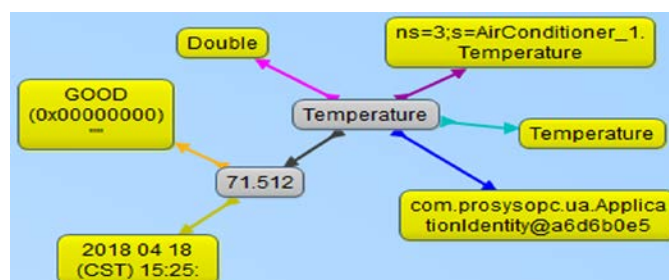 Double
ns=3;s=AirConditioner_1.
Temperature
GOOD
(0x00000000)
""
Temperature
Temperature
71.512
com.prosysopc.ua.Applica
tionIdentity@a6d6b0e5
2018 04 18
(CST) 15:25: